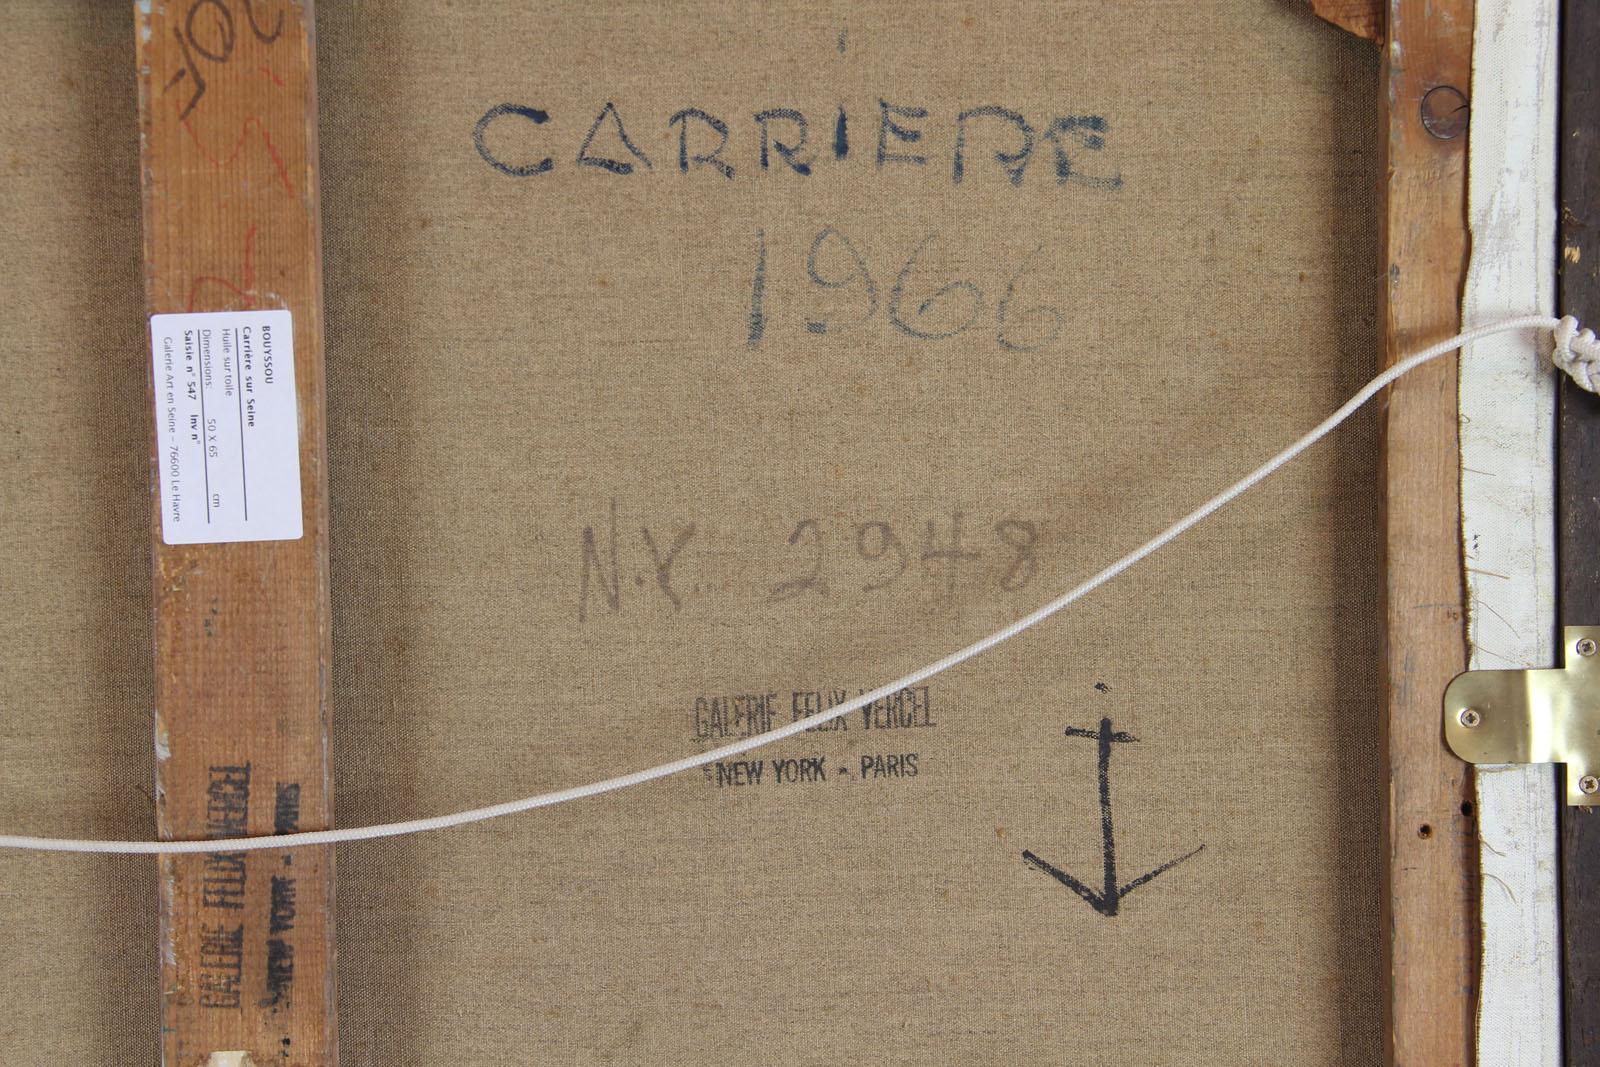 CARRIERE
1966
N.Y. 2948
GALERIE FELIX VERCEL
NEW YORK - PARIS
BOUYSSOU
Carrière sur Seine
Huile sur toile
Dimensions: 50 X 65 cm
Saisie n° 547 Inv n°
Galerie Art en Seine – 76600 Le Havre
GALERIE FELIX VERCEL
NEW YORK - PARIS